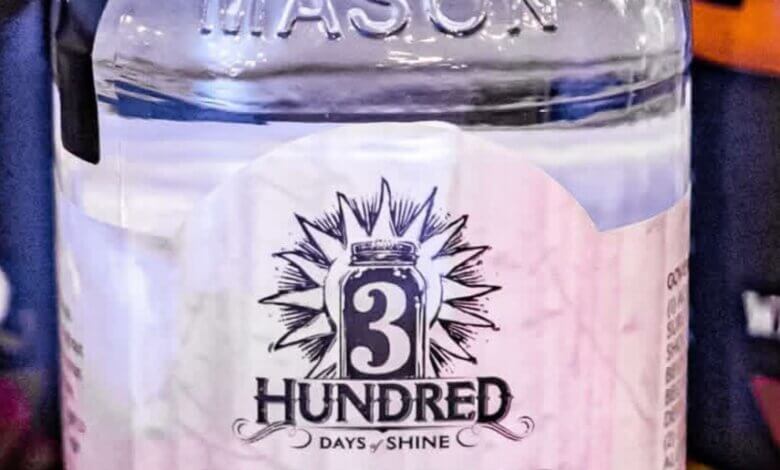 MASON
3
HUNDRED
DAYS of SHINE